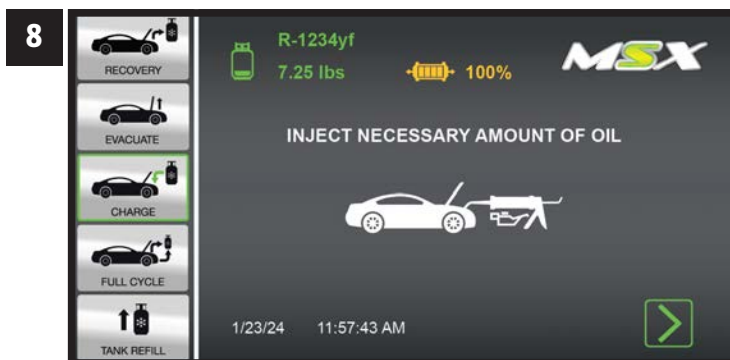 8
RECOVERY
EVACUATE
CHARGE
FULL CYCLE
TANK REFILL
R-1234yf
7.25 lbs
100%
MSX
INJECT NECESSARY AMOUNT OF OIL
1/23/24 11:57:43 AM